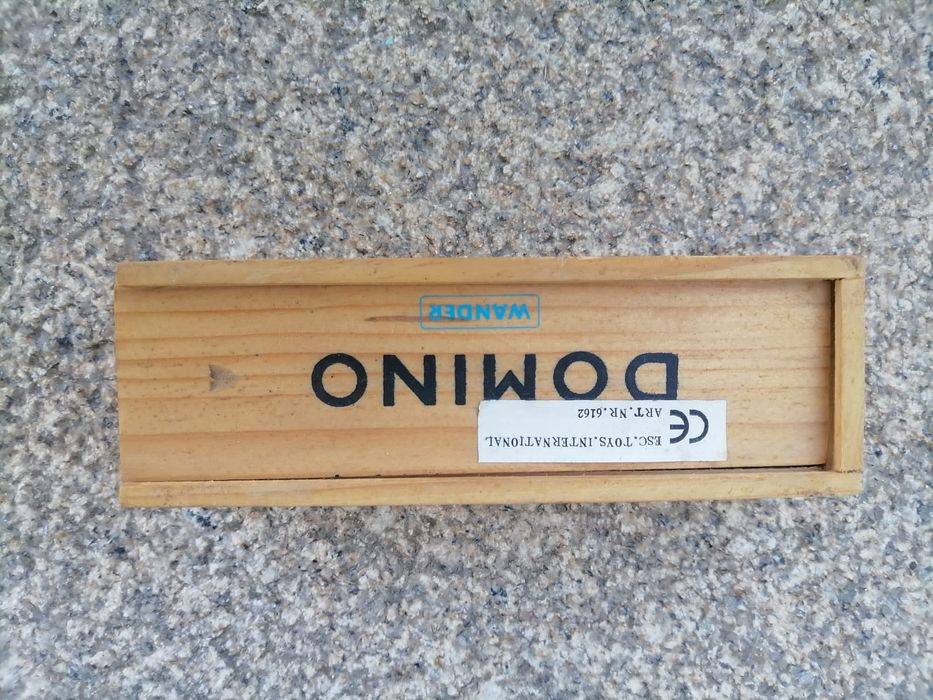 CE ESC.TOYS.INTERNATIONAL
ART.NR.6162
DOMINO
WANDER